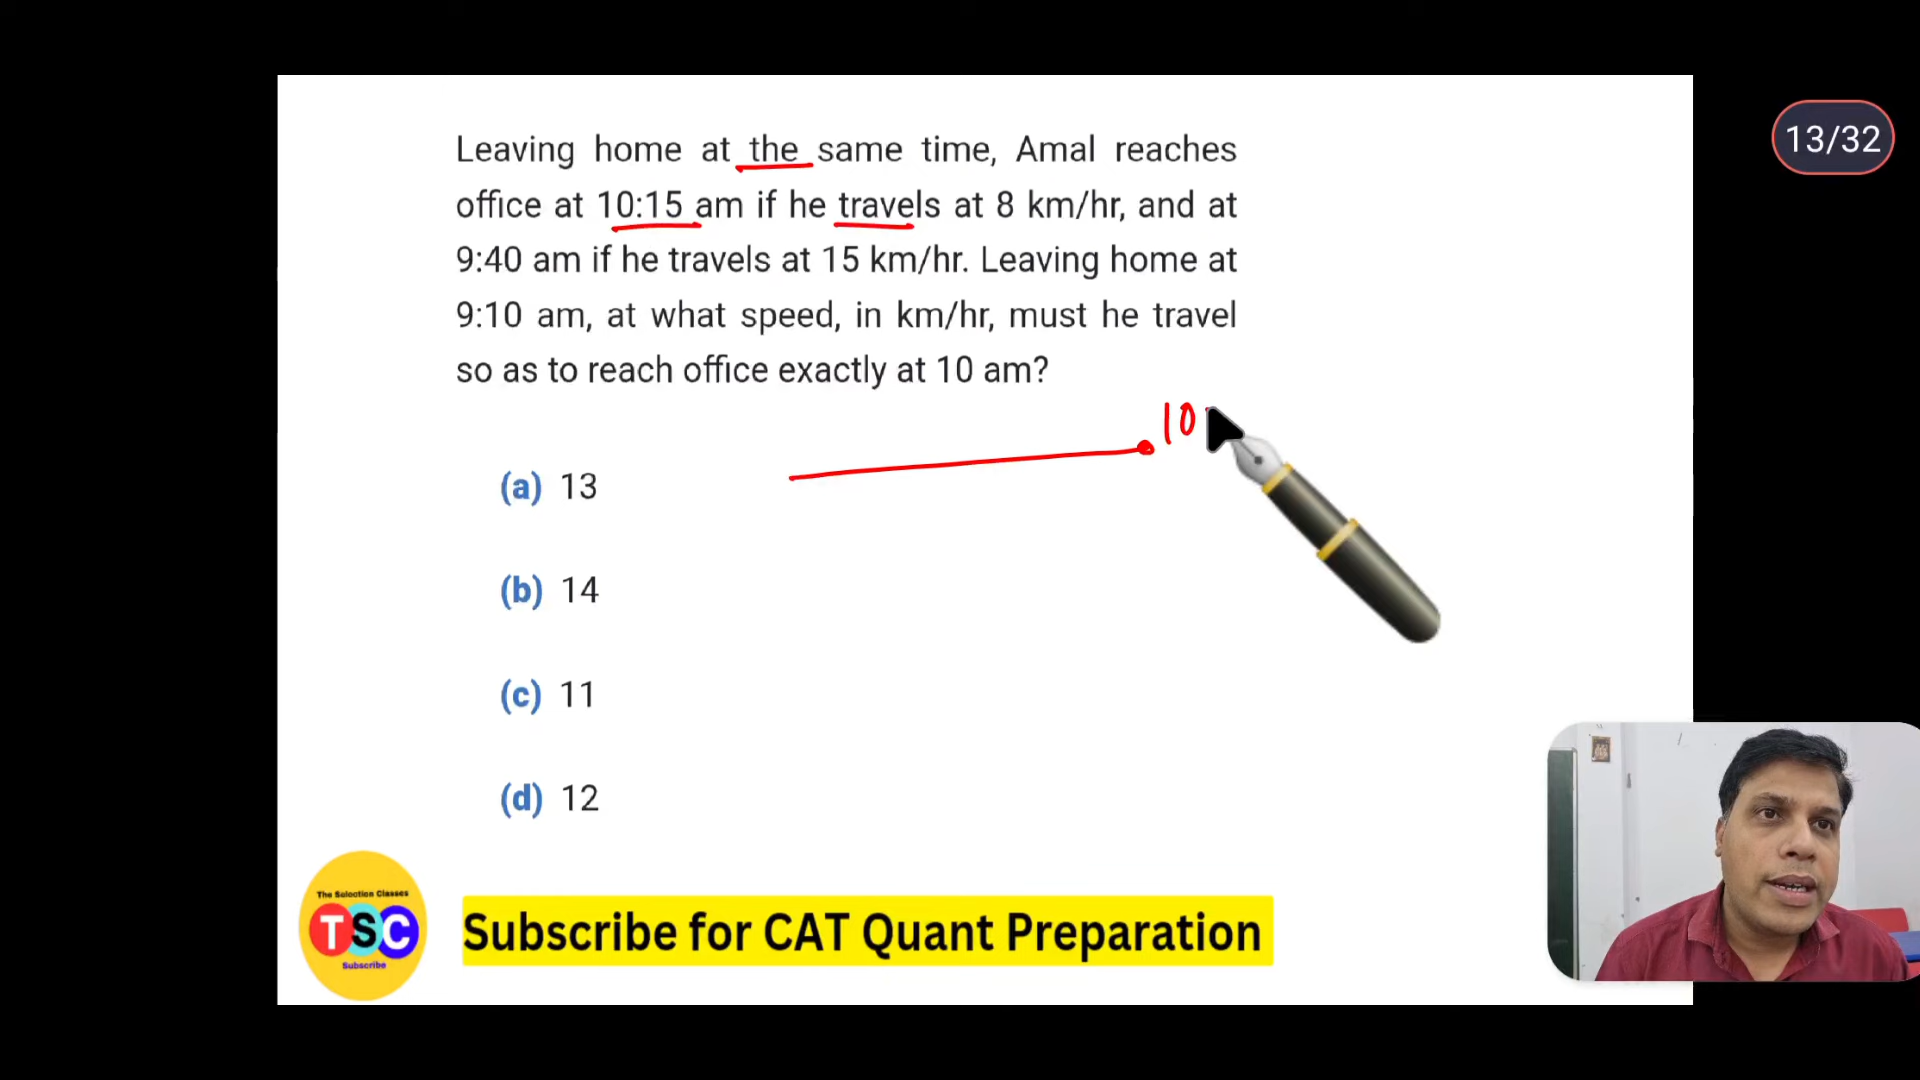 13/32
Leaving home at the same time, Amal reaches
office at 10:15 am if he travels at 8 km/hr, and at
9:40 am if he travels at 15 km/hr. Leaving home at
9:10 am, at what speed, in km/hr, must he travel
so as to reach office exactly at 10 am?
10
(a) 13
(b) 14
(c) 11
(d) 12
The Selection Classes
TSC
Subscribe
Subscribe for CAT Quant Preparation